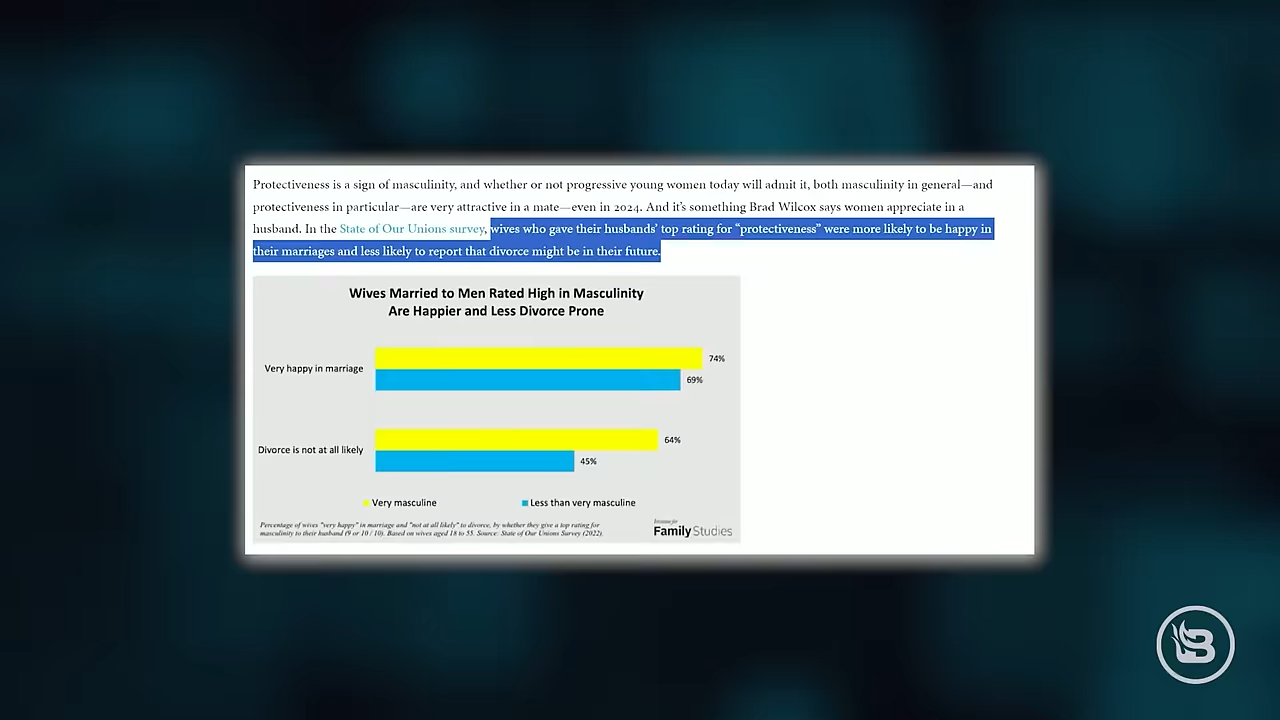 Protectiveness is a sign of masculinity, and whether or not progressive young women today will admit it, both masculinity in general—and
protectiveness in particular—are very attractive in a mate—even in 2024. And it's something Brad Wilcox says women appreciate in a
husband. In the State of Our Unions survey, wives who gave their husbands’ top rating for “protectiveness” were more likely to be happy in
their marriages and less likely to report that divorce might be in their future.
Wives Married to Men Rated High in Masculinity
Are Happier and Less Divorce Prone
Very happy in marriage
74%
69%
Divorce is not at all likely
64%
45%
Very masculine
Less than very masculine
Percentage of wives "very happy" in marriage and "not at all likely" to divorce, by whether they give a top rating for
masculinity to their husband (9 or 10 / 10). Based on wives aged 18 to 55. Source: State of Our Unions Survey (2022).
Institute for
Family Studies
B